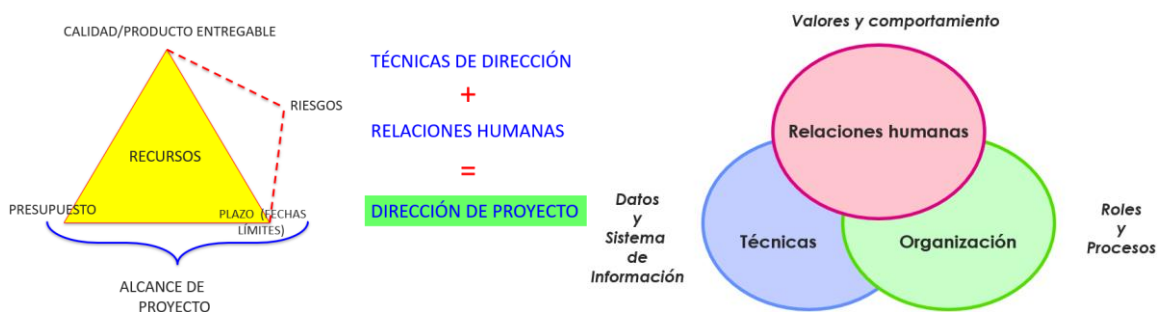 CALIDAD/PRODUCTO ENTREGABLE
RIESGOS
RECURSOS
PRESUPUESTO
PLAZO (FECHAS
LÍMITES)
ALCANCE DE
PROYECTO
TÉCNICAS DE DIRECCIÓN
+
RELACIONES HUMANAS
=
DIRECCIÓN DE PROYECTO
Valores y comportamiento
Relaciones humanas
Datos
y
Sistema
de
Información
Técnicas
Organización
Roles
y
Procesos